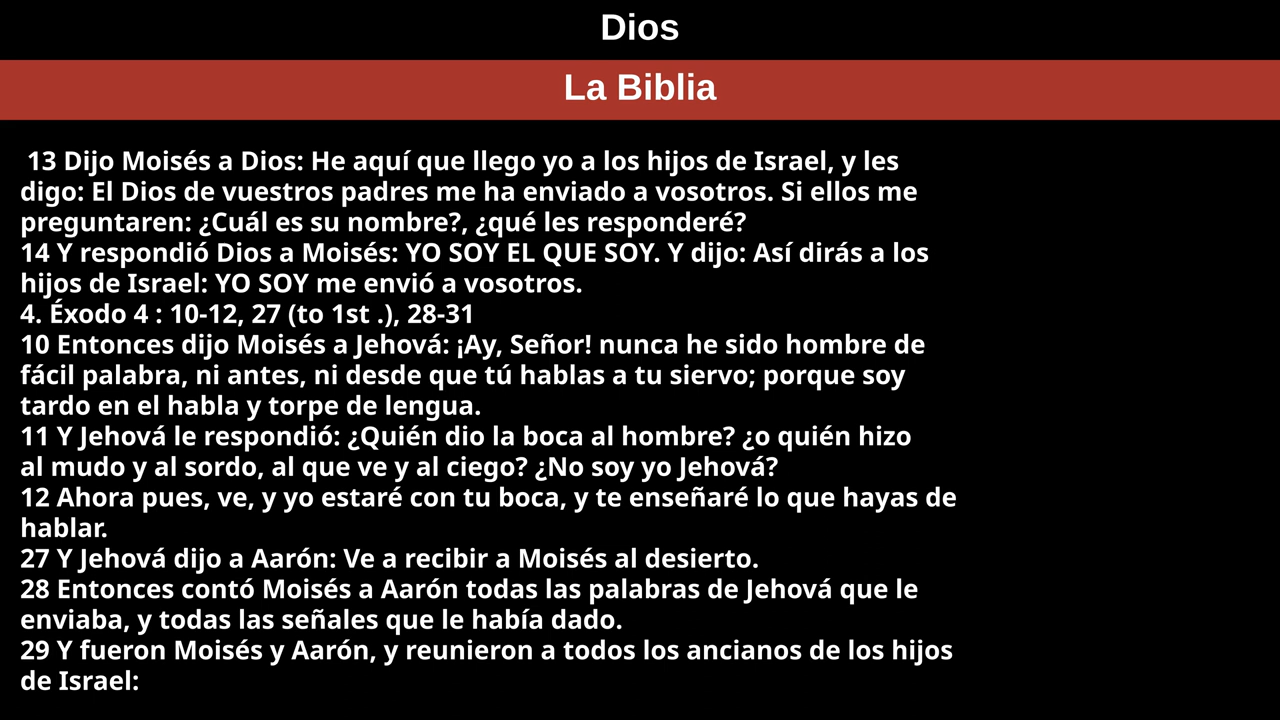 Dios
La Biblia
13 Dijo Moisés a Dios: He aquí que llego yo a los hijos de Israel, y les
digo: El Dios de vuestros padres me ha enviado a vosotros. Si ellos me
preguntaren: ¿Cuál es su nombre?, ¿qué les responderé?
14 Y respondió Dios a Moisés: YO SOY EL QUE SOY. Y dijo: Así dirás a los
hijos de Israel: YO SOY me envió a vosotros.
4. Éxodo 4 : 10-12, 27 (to 1st .), 28-31
10 Entonces dijo Moisés a Jehová: ¡Ay, Señor! nunca he sido hombre de
fácil palabra, ni antes, ni desde que tú hablas a tu siervo; porque soy
tardo en el habla y torpe de lengua.
11 Y Jehová le respondió: ¿Quién dio la boca al hombre? ¿o quién hizo
al mudo y al sordo, al que ve y al ciego? ¿No soy yo Jehová?
12 Ahora pues, ve, y yo estaré con tu boca, y te enseñaré lo que hayas de
hablar.
27 Y Jehová dijo a Aarón: Ve a recibir a Moisés al desierto.
28 Entonces contó Moisés a Aarón todas las palabras de Jehová que le
enviaba, y todas las señales que le había dado.
29 Y fueron Moisés y Aarón, y reunieron a todos los ancianos de los hijos
de Israel: